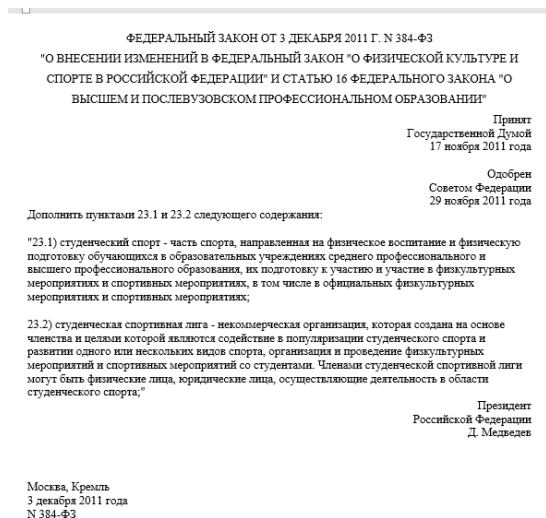 ФЕДЕРАЛЬНЫЙ ЗАКОН ОТ 3 ДЕКАБРЯ 2011 Г. N 384-ФЗ
"О ВНЕСЕНИИ ИЗМЕНЕНИЙ В ФЕДЕРАЛЬНЫЙ ЗАКОН "О ФИЗИЧЕСКОЙ КУЛЬТУРЕ И
СПОРТЕ В РОССИЙСКОЙ ФЕДЕРАЦИИ" И СТАТЬЮ 16 ФЕДЕРАЛЬНОГО ЗАКОНА "О
ВЫСШЕМ И ПОСЛЕВУЗОВСКОМ ПРОФЕССИОНАЛЬНОМ ОБРАЗОВАНИИ"
Принят
Государственной Думой
17 ноября 2011 года
Одобрен
Советом Федерации
29 ноября 2011 года
Дополнить пунктами 23.1 и 23.2 следующего содержания:
"23.1) студенческий спорт - часть спорта, направленная на физическое воспитание и физическую
подготовку обучающихся в образовательных учреждениях среднего профессионального и
высшего профессионального образования, их подготовку к участию и участие в физкультурных
мероприятиях и спортивных мероприятиях, в том числе в официальных физкультурных
мероприятиях и спортивных мероприятиях;
23.2) студенческая спортивная лига - некоммерческая организация, которая создана на основе
членства и целями которой являются содействие в популяризации студенческого спорта и
развитии одного или нескольких видов спорта, организация и проведение физкультурных
мероприятий и спортивных мероприятий со студентами. Членами студенческой спортивной лиги
могут быть физические лица, юридические лица, осуществляющие деятельность в области
студенческого спорта;"
Президент
Российской Федерации
Д. Медведев
Москва, Кремль
3 декабря 2011 года
N 384-ФЗ